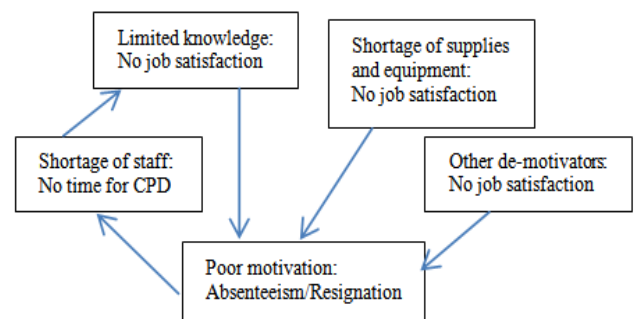 Limited knowledge:
No job satisfaction
Shortage of supplies
and equipment:
No job satisfaction
Shortage of staff:
No time for CPD
Other de-motivators:
No job satisfaction
Poor motivation:
Absenteeism/Resignation